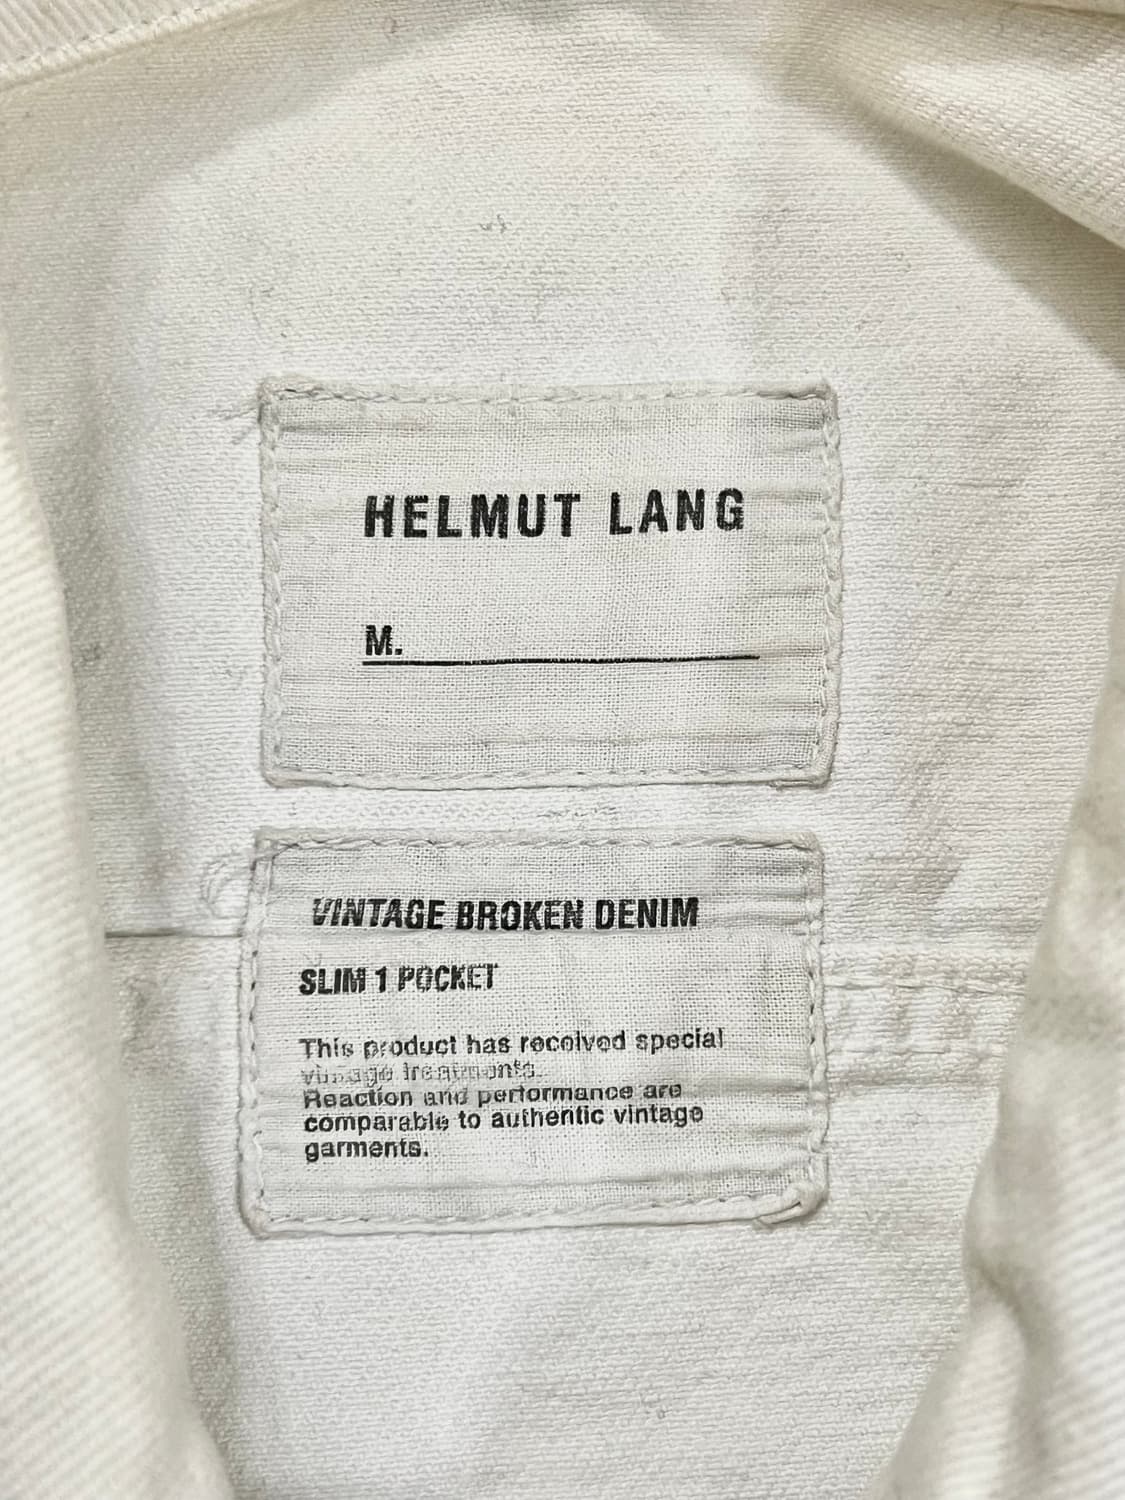 HELMUT LANG
M.
VINTAGE BROKEN DENIM
SLIM 1 POCKET
This product has received special
vintage treatments.
Reaction and performance are
comparable to authentic vintage
garments.